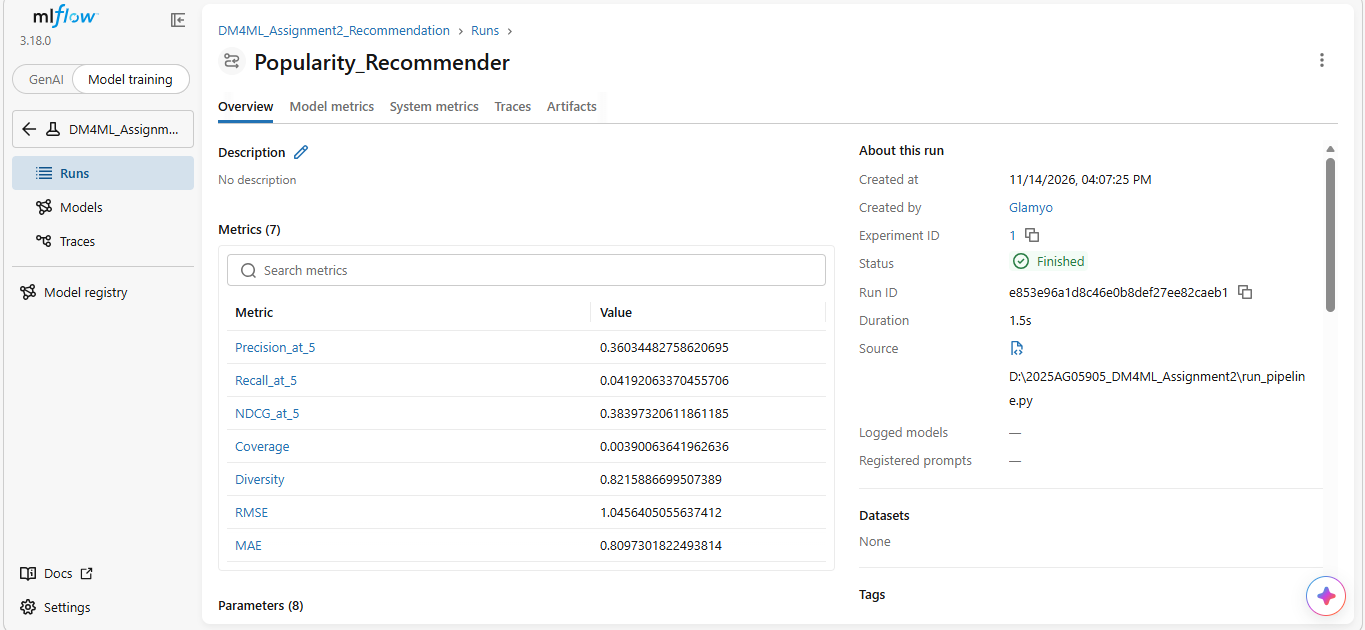 mlflow
3.18.0
GenAI Model training
DM4ML_Assignm...
Runs
Models
Traces
Model registry
Docs
Settings
DM4ML_Assignment2_Recommendation › Runs ›
Popularity_Recommender
Overview Model metrics System metrics Traces Artifacts
Description
No description
Metrics (7)
Search metrics
Metric Value
Precision_at_5 0.36034482758620695
Recall_at_5 0.04192063370455706
NDCG_at_5 0.38397320611861185
Coverage 0.00390063641962636
Diversity 0.8215886699507389
RMSE 1.0456405055637412
MAE 0.8097301822493814
Parameters (8)
About this run
Created at 11/14/2026, 04:07:25 PM
Created by Glamyo
Experiment ID 1
Status Finished
Run ID e853e96a1d8c46e0b8def27ee82caeb1
Duration 1.5s
Source
D:\2025AG05905_DM4ML_Assignment2\run_pipelin
e.py
Logged models —
Registered prompts —
Datasets
None
Tags